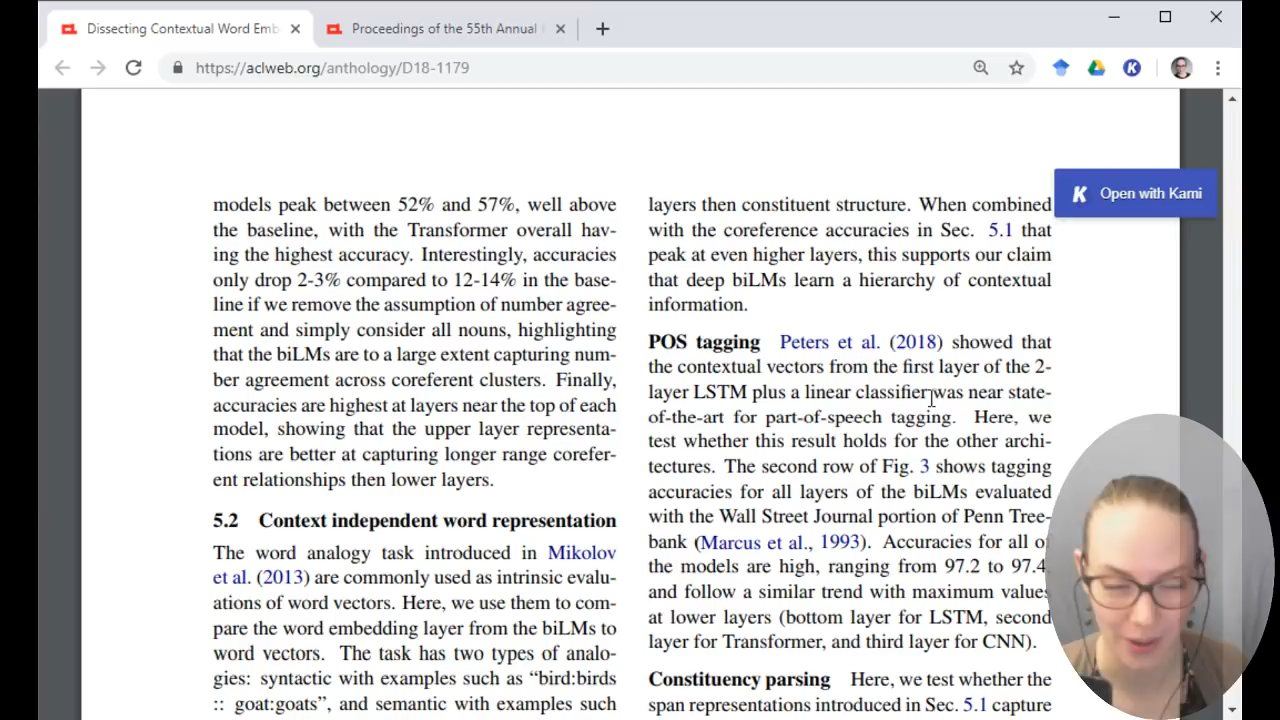 Dissecting Contextual Word Emb
Proceedings of the 55th Annual
https://aclweb.org/anthology/D18-1179
K Open with Kami
models peak between 52% and 57%, well above
the baseline, with the Transformer overall hav-
ing the highest accuracy. Interestingly, accuracies
only drop 2-3% compared to 12-14% in the base-
line if we remove the assumption of number agree-
ment and simply consider all nouns, highlighting
that the biLMs are to a large extent capturing num-
ber agreement across coreferent clusters. Finally,
accuracies are highest at layers near the top of each
model, showing that the upper layer representa-
tions are better at capturing longer range corefer-
ent relationships then lower layers.
5.2 Context independent word representation
The word analogy task introduced in Mikolov
et al. (2013) are commonly used as intrinsic evalu-
ations of word vectors. Here, we use them to com-
pare the word embedding layer from the biLMs to
word vectors. The task has two types of analo-
gies: syntactic with examples such as “bird:birds
:: goat:goats”, and semantic with examples such
layers then constituent structure. When combined
with the coreference accuracies in Sec. 5.1 that
peak at even higher layers, this supports our claim
that deep biLMs learn a hierarchy of contextual
information.
POS tagging Peters et al. (2018) showed that
the contextual vectors from the first layer of the 2-
layer LSTM plus a linear classifier was near state-
of-the-art for part-of-speech tagging. Here, we
test whether this result holds for the other archi-
tectures. The second row of Fig. 3 shows tagging
accuracies for all layers of the biLMs evaluated
with the Wall Street Journal portion of Penn Tree-
bank (Marcus et al., 1993). Accuracies for all of
the models are high, ranging from 97.2 to 97.4,
and follow a similar trend with maximum values
at lower layers (bottom layer for LSTM, second
layer for Transformer, and third layer for CNN).
Constituency parsing Here, we test whether the
span representations introduced in Sec. 5.1 capture